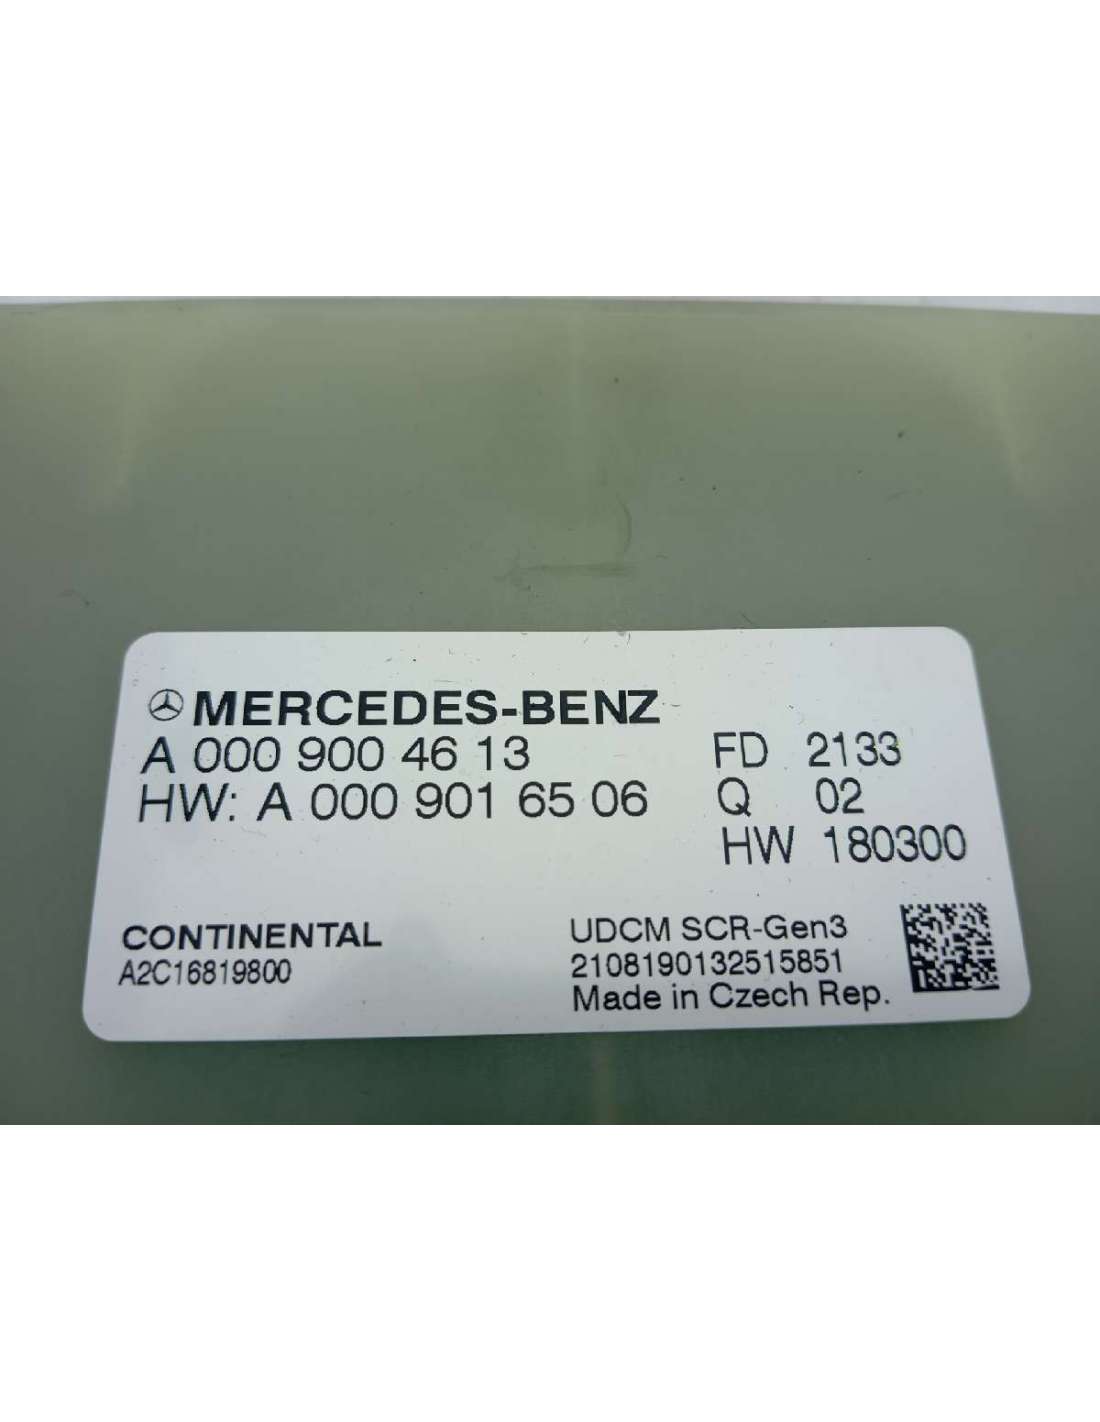 MERCEDES-BENZ
A 000 900 46 13
HW: A 000 901 65 06
FD 2133
Q 02
HW 180300
CONTINENTAL
A2C16819800
UDCM SCR-Gen3
2108190132515851
Made in Czech Rep.